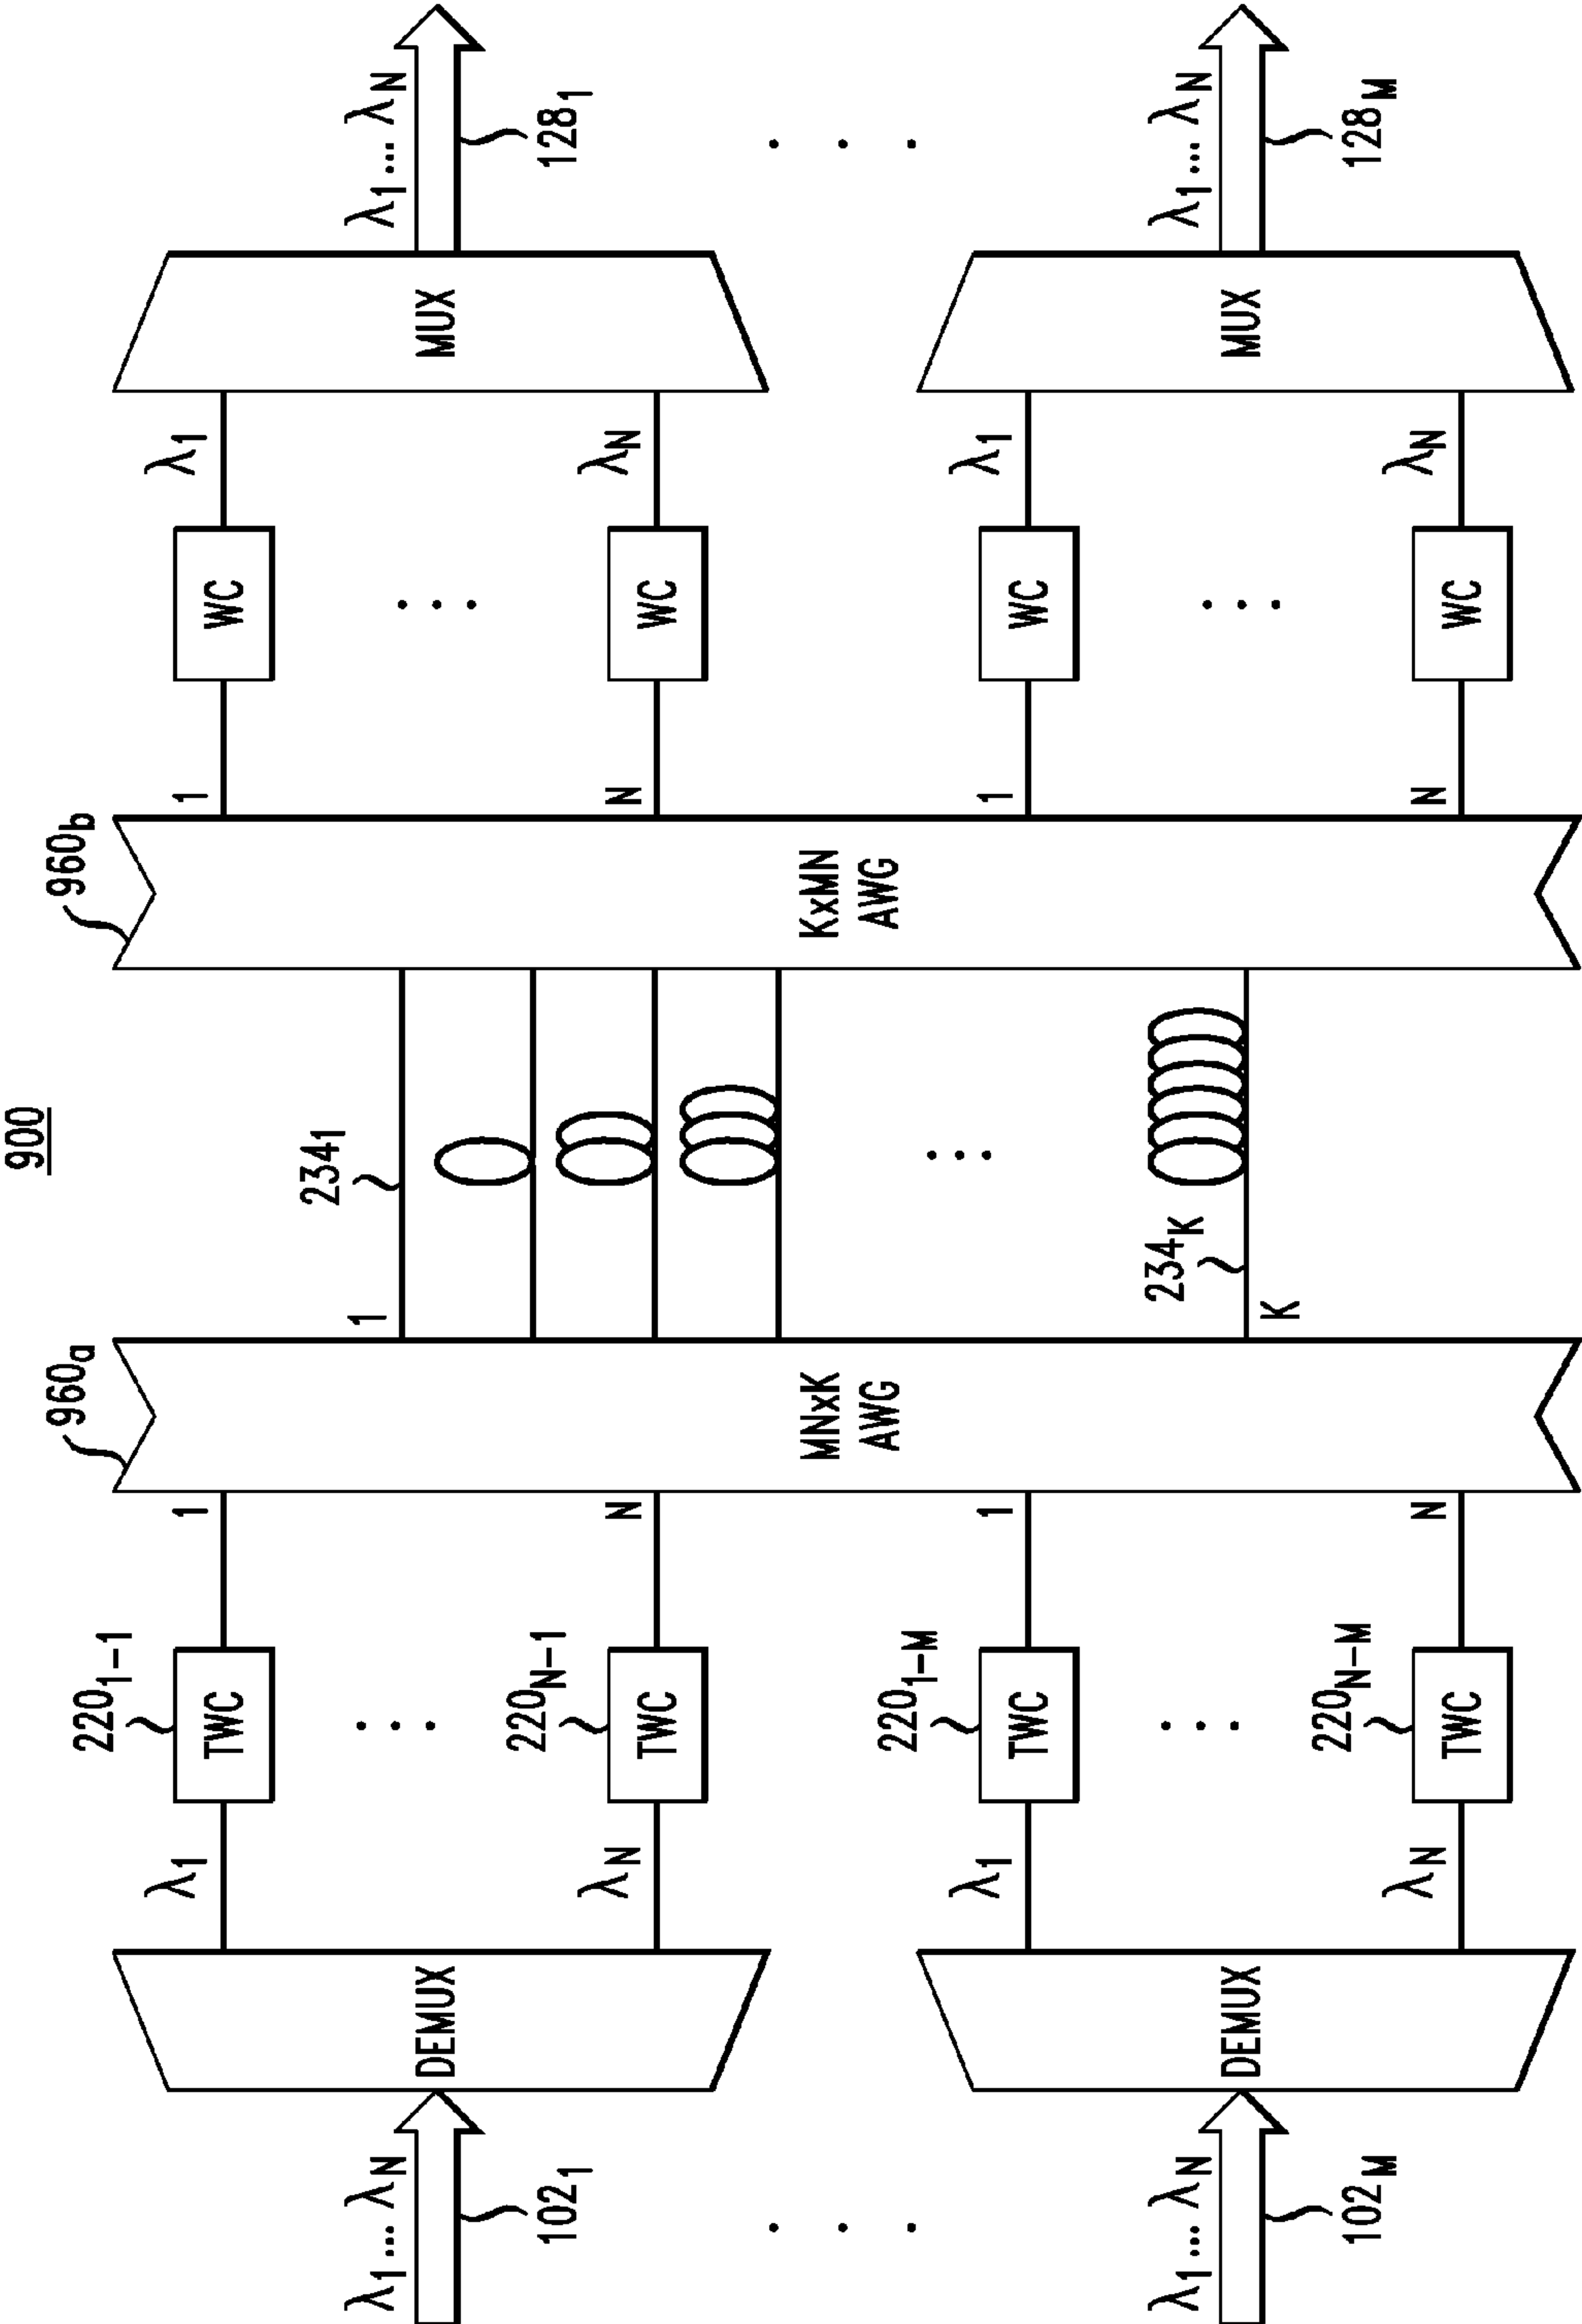 900
λ1... λN
102₁
DEMUX
λ1
220₁₋₁
TWC
1
λN
220N-1
TWC
N
960a
MNxK
AWG
1
234₁
234K
K
960b
KxMN
AWG
1
WC
λ1
N
WC
λN
MUX
λ1... λN
128₁
λ1... λN
102M
DEMUX
λ1
220₁₋M
TWC
1
λN
220N-M
TWC
N
1
WC
λ1
N
WC
λN
MUX
λ1... λN
128M